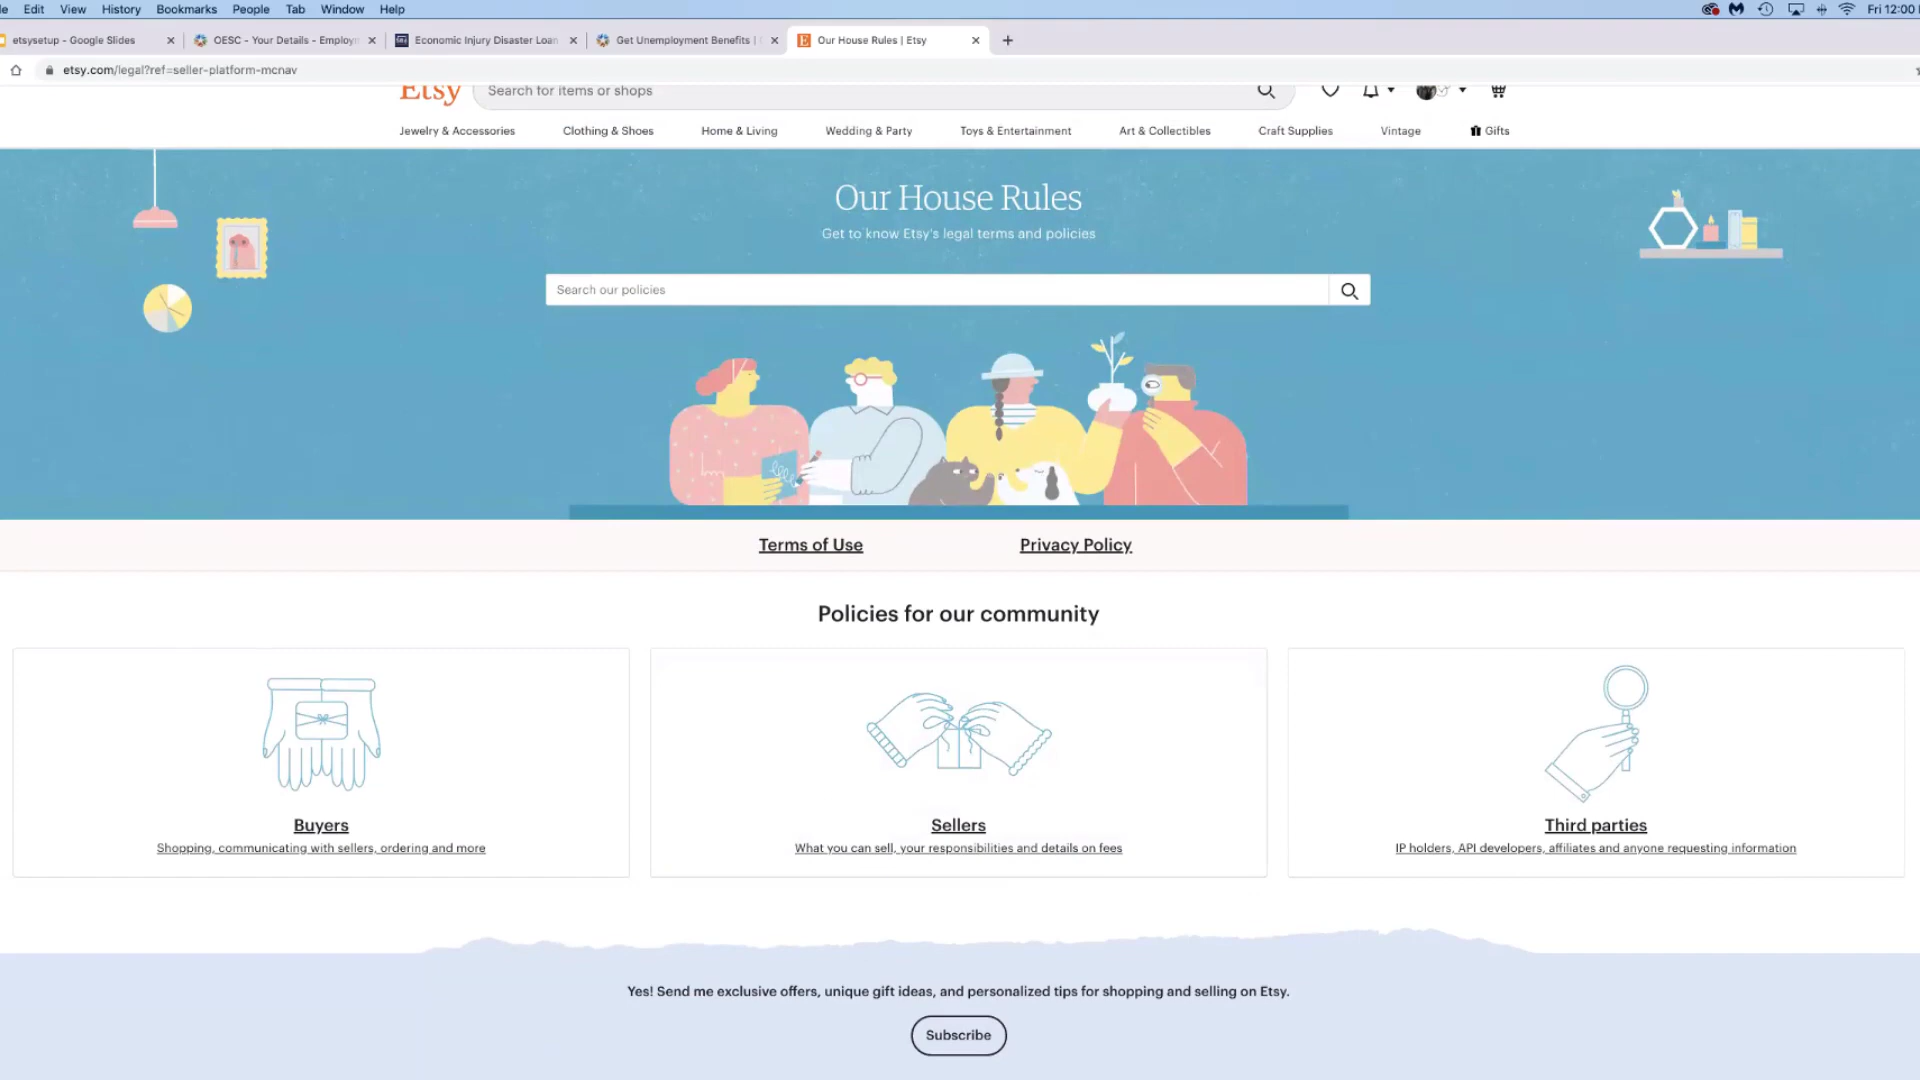 Edit View History Bookmarks People Tab Window Help Fri 12:00
etsysetup - Google Slides OESC - Your Details - Employm Economic Injury Disaster Loan Get Unemployment Benefits | Our House Rules | Etsy
etsy.com/legal?ref=seller-platform-mcnav
Etsy Search for items or shops
Jewelry & Accessories Clothing & Shoes Home & Living Wedding & Party Toys & Entertainment Art & Collectibles Craft Supplies Vintage Gifts
Our House Rules
Get to know Etsy's legal terms and policies
Search our policies
Terms of Use Privacy Policy
Policies for our community
Buyers
Shopping, communicating with sellers, ordering and more
Sellers
What you can sell, your responsibilities and details on fees
Third parties
IP holders, API developers, affiliates and anyone requesting information
Yes! Send me exclusive offers, unique gift ideas, and personalized tips for shopping and selling on Etsy.
Subscribe